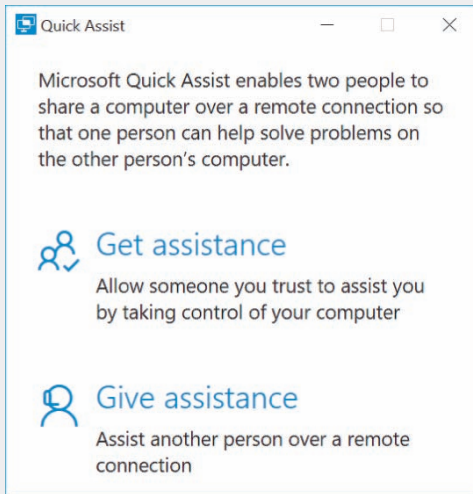 Quick Assist
Microsoft Quick Assist enables two people to
share a computer over a remote connection so
that one person can help solve problems on
the other person’s computer.
Get assistance
Allow someone you trust to assist you
by taking control of your computer
Give assistance
Assist another person over a remote
connection